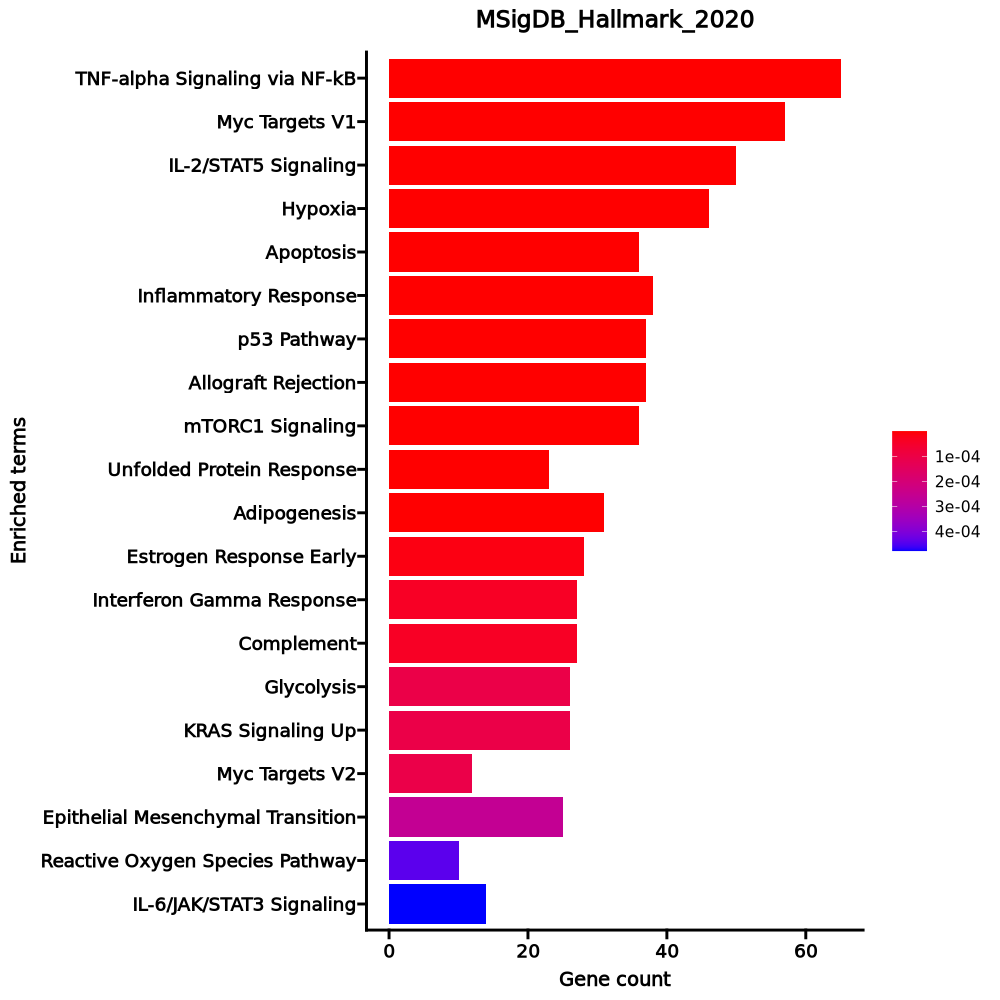 MSigDB_Hallmark_2020
TNF-alpha Signaling via NF-kB
Myc Targets V1
IL-2/STAT5 Signaling
Hypoxia
Apoptosis
Inflammatory Response
p53 Pathway
Allograft Rejection
mTORC1 Signaling
Unfolded Protein Response
Adipogenesis
Estrogen Response Early
Interferon Gamma Response
Complement
Glycolysis
KRAS Signaling Up
Myc Targets V2
Epithelial Mesenchymal Transition
Reactive Oxygen Species Pathway
IL-6/JAK/STAT3 Signaling
Enriched terms
0 20 40 60
Gene count
1e-04
2e-04
3e-04
4e-04